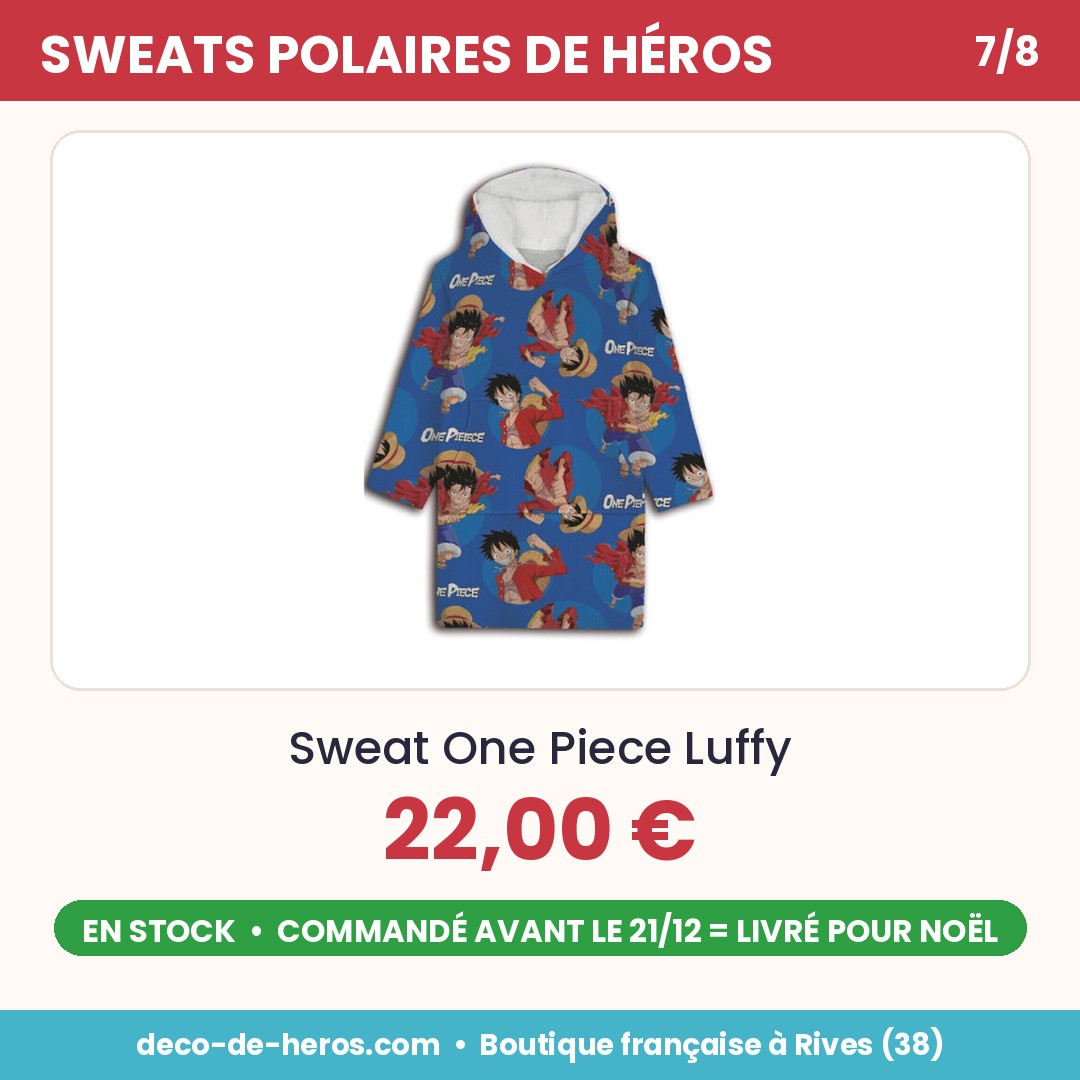 SWEATS POLAIRES DE HÉROS
7/8
ONE PIECE
ONE PIECE
ONE PIEECE
ONE PIECE
NE PIECE
Sweat One Piece Luffy
22,00 €
EN STOCK • COMMANDÉ AVANT LE 21/12 = LIVRÉ POUR NOËL
deco-de-heros.com • Boutique française à Rives (38)